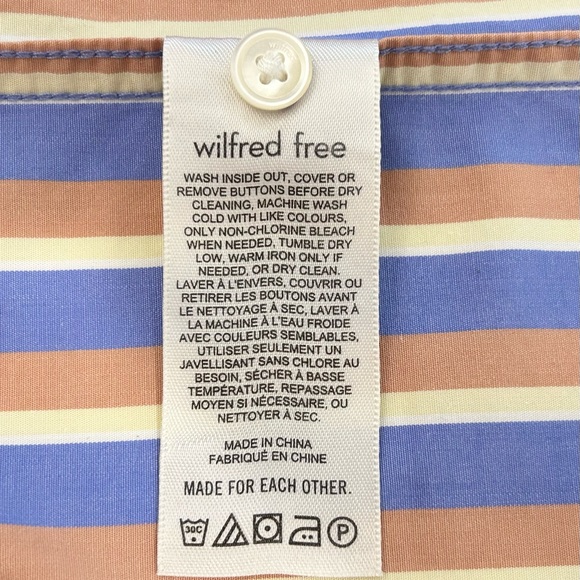 wilfred free
WASH INSIDE OUT, COVER OR
REMOVE BUTTONS BEFORE DRY
CLEANING, MACHINE WASH
COLD WITH LIKE COLOURS,
ONLY NON-CHLORINE BLEACH
WHEN NEEDED, TUMBLE DRY
LOW, WARM IRON ONLY IF
NEEDED, OR DRY CLEAN.
LAVER À L'ENVERS, COUVRIR OU
RETIRER LES BOUTONS AVANT
LE NETTOYAGE À SEC, LAVER À
LA MACHINE À L'EAU FROIDE
AVEC COULEURS SEMBLABLES,
UTILISER SEULEMENT UN
JAVELLISANT SANS CHLORE AU
BESOIN, SÉCHER À BASSE
TEMPÉRATURE, REPASSAGE
MOYEN SI NÉCESSAIRE, OU
NETTOYER À SEC.
MADE IN CHINA
FABRIQUÉ EN CHINE
MADE FOR EACH OTHER.
30C P